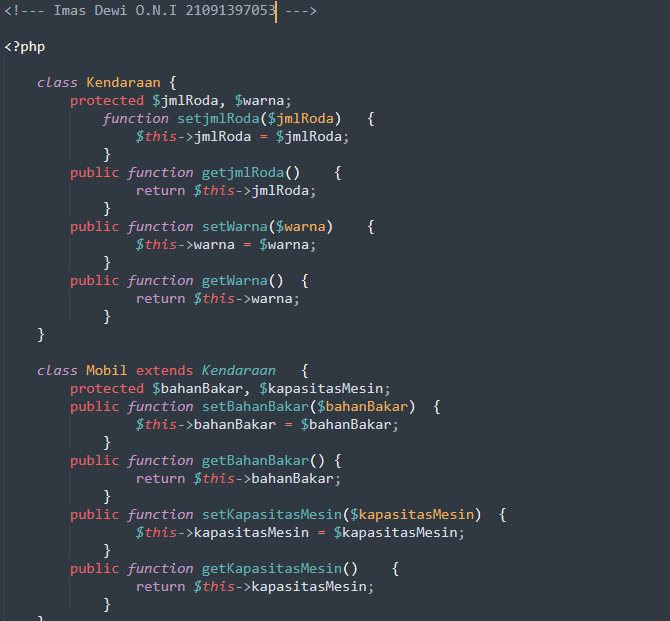 <!--- Imas Dewi O.N.I 21091397053 --->
<?php
class Kendaraan {
protected $jmlRoda, $warna;
function setjmlRoda($jmlRoda) {
$this->jmlRoda = $jmlRoda;
}
public function getjmlRoda() {
return $this->jmlRoda;
}
public function setWarna($warna) {
$this->warna = $warna;
}
public function getWarna() {
return $this->warna;
}
}
class Mobil extends Kendaraan {
protected $bahanBakar, $kapasitasMesin;
public function setBahanBakar($bahanBakar) {
$this->bahanBakar = $bahanBakar;
}
public function getBahanBakar() {
return $this->bahanBakar;
}
public function setKapasitasMesin($kapasitasMesin) {
$this->kapasitasMesin = $kapasitasMesin;
}
public function getKapasitasMesin() {
return $this->kapasitasMesin;
}